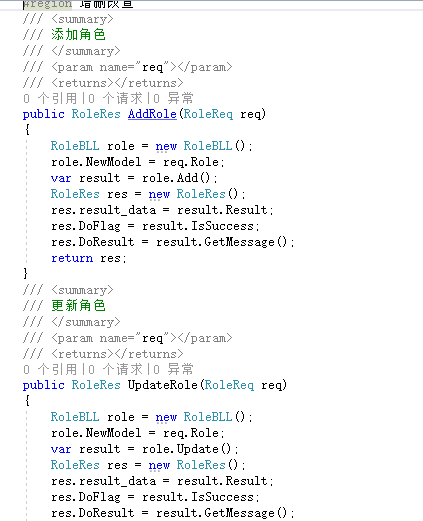 #region 增删改查
/// <summary>
/// 添加角色
/// </summary>
/// <param name="req"></param>
/// <returns></returns>
0 个引用|0 个请求|0 异常
public RoleRes AddRole(RoleReq req)
{
RoleBLL role = new RoleBLL();
role.NewModel = req.Role;
var result = role.Add();
RoleRes res = new RoleRes();
res.result_data = result.Result;
res.DoFlag = result.IsSuccess;
res.DoResult = result.GetMessage();
return res;
}
/// <summary>
/// 更新角色
/// </summary>
/// <param name="req"></param>
/// <returns></returns>
0 个引用|0 个请求|0 异常
public RoleRes UpdateRole(RoleReq req)
{
RoleBLL role = new RoleBLL();
role.NewModel = req.Role;
var result = role.Update();
RoleRes res = new RoleRes();
res.result_data = result.Result;
res.DoFlag = result.IsSuccess;
res.DoResult = result.GetMessage();